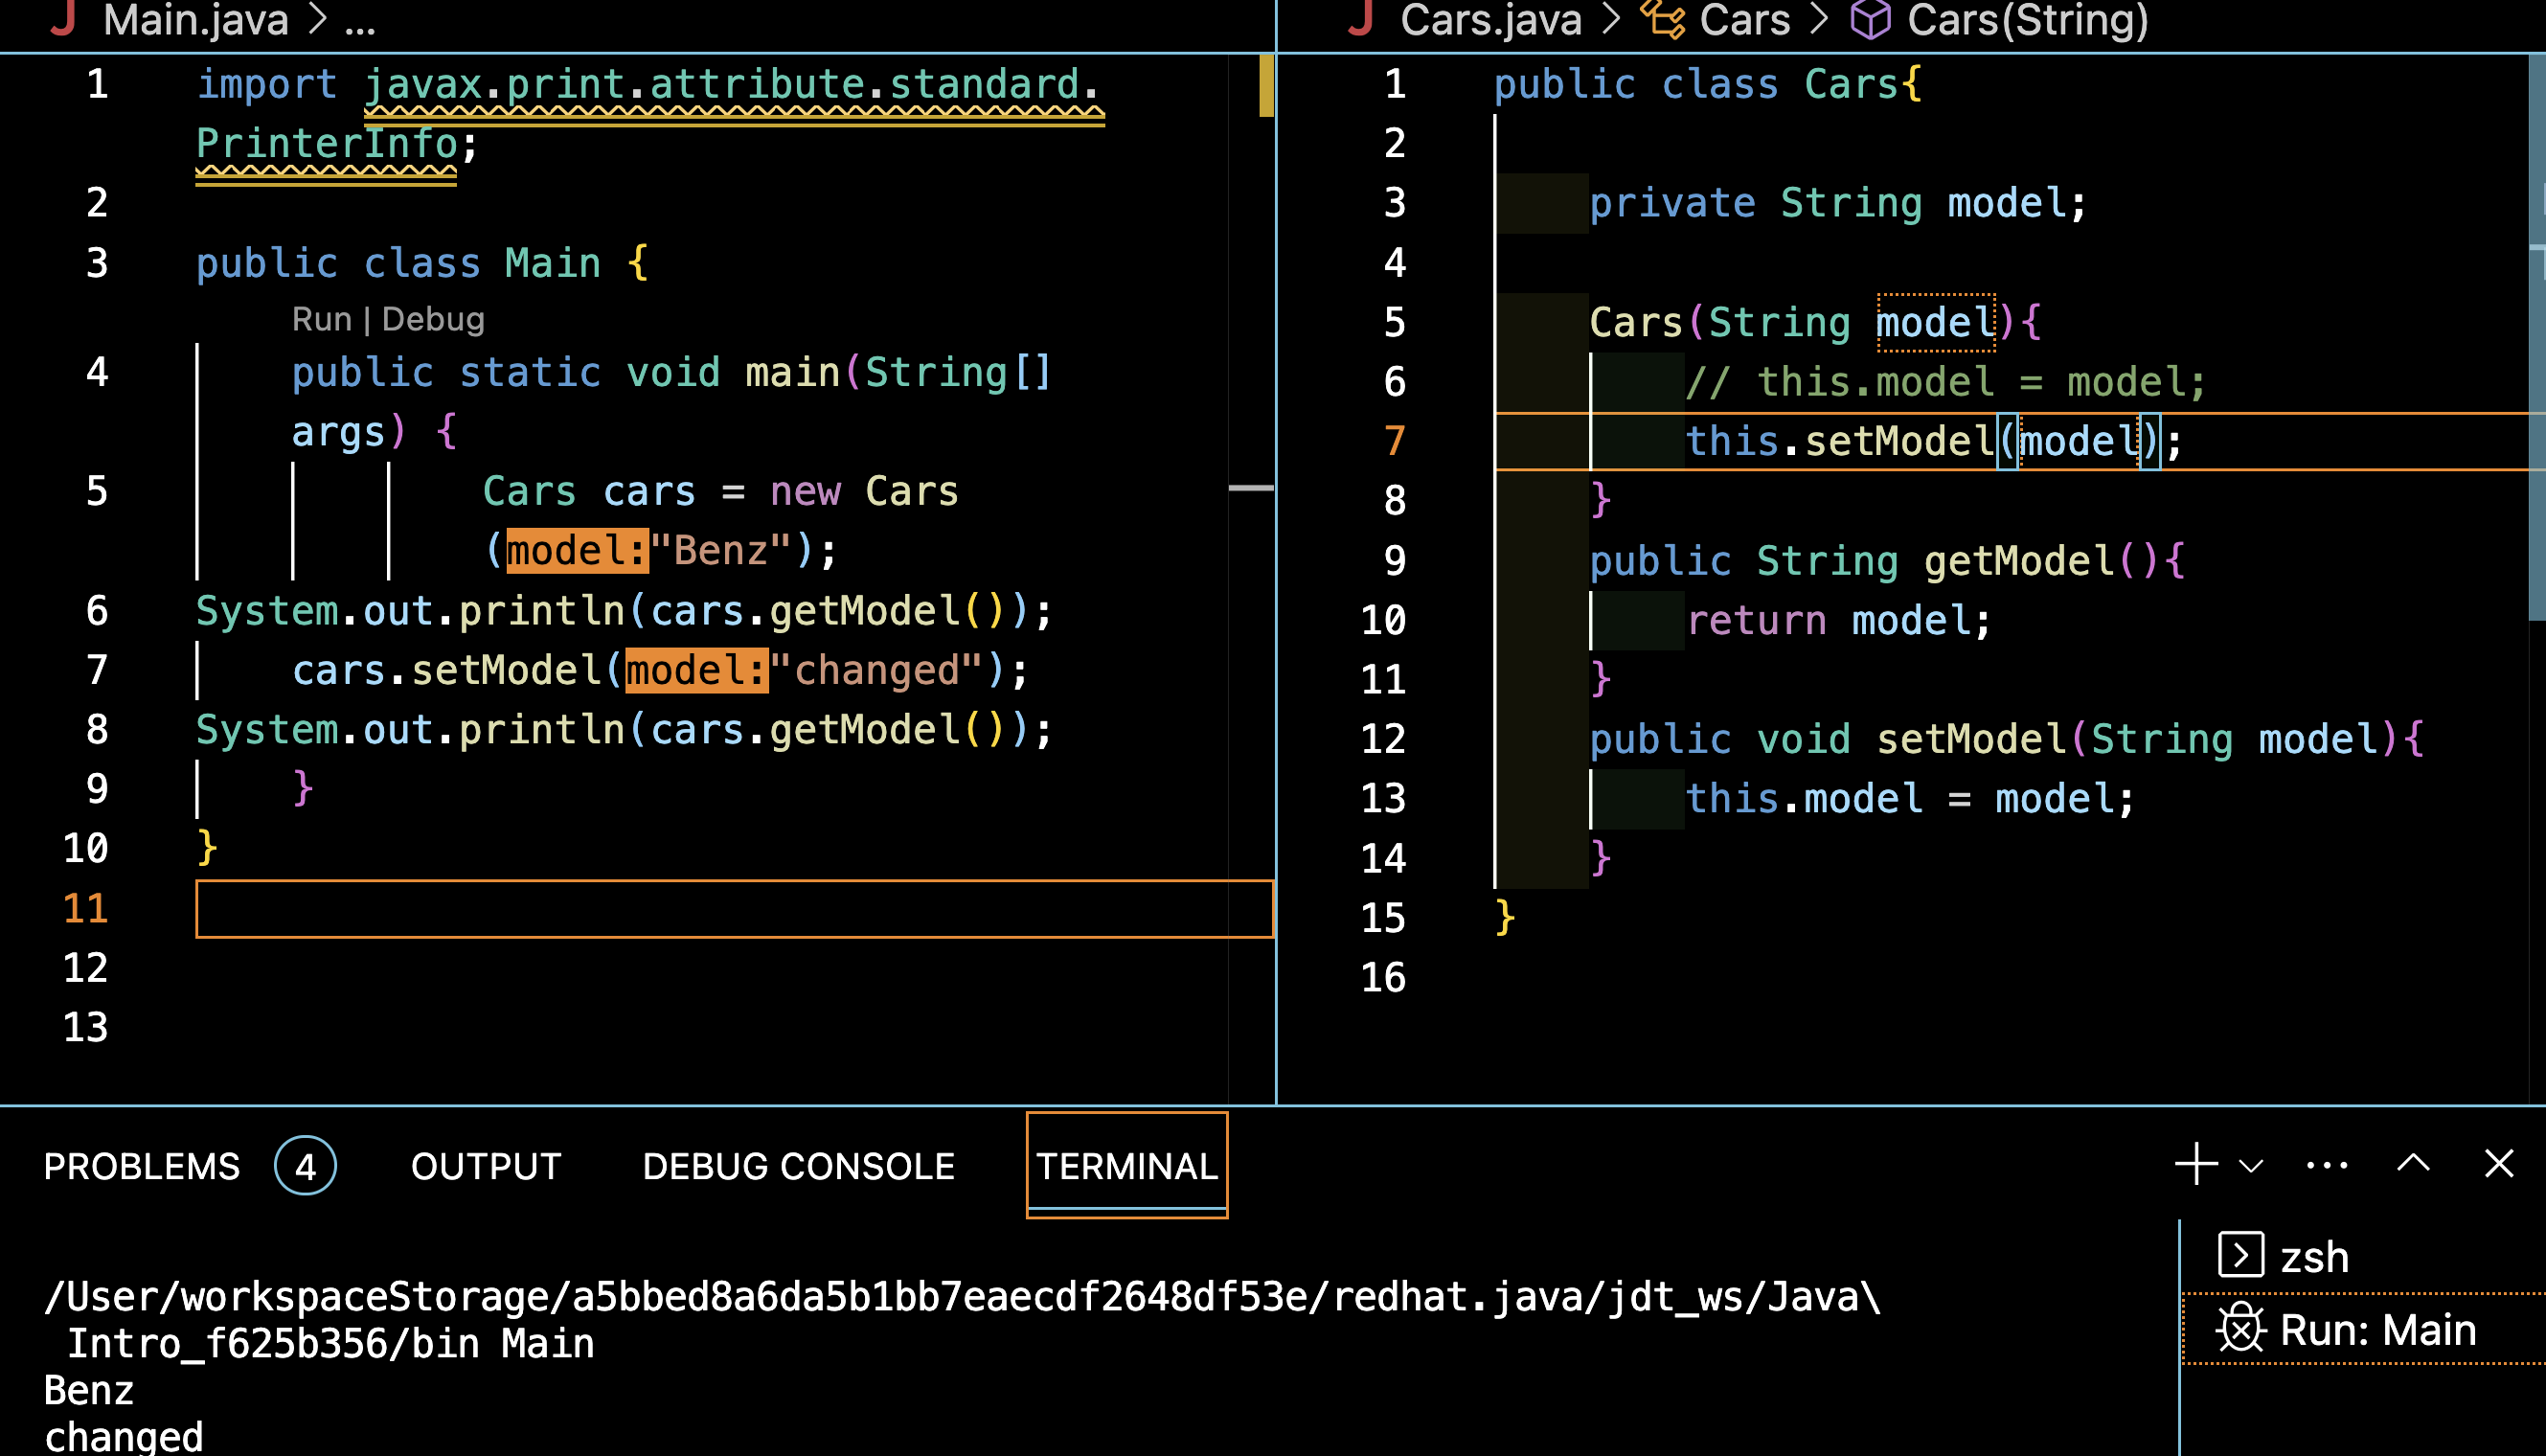 Main.java > ...
1 import javax.print.attribute.standard.
PrinterInfo;
2
3 public class Main {
Run | Debug
4 public static void main(String[]
args) {
5 Cars cars = new Cars
(model:"Benz");
6 System.out.println(cars.getModel());
7 cars.setModel(model:"changed");
8 System.out.println(cars.getModel());
9 }
10 }
11
12
13
Cars.java > Cars > Cars(String)
1 public class Cars{
2
3 private String model;
4
5 Cars(String model){
6 // this.model = model;
7 this.setModel(model);
8 }
9 public String getModel(){
10 return model;
11 }
12 public void setModel(String model){
13 this.model = model;
14 }
15 }
16
PROBLEMS 4 OUTPUT DEBUG CONSOLE TERMINAL
/User/workspaceStorage/a5bbed8a6da5b1bb7eaecdf2648df53e/redhat.java/jdt_ws/Java\
Intro_f625b356/bin Main
Benz
changed
zsh
Run: Main